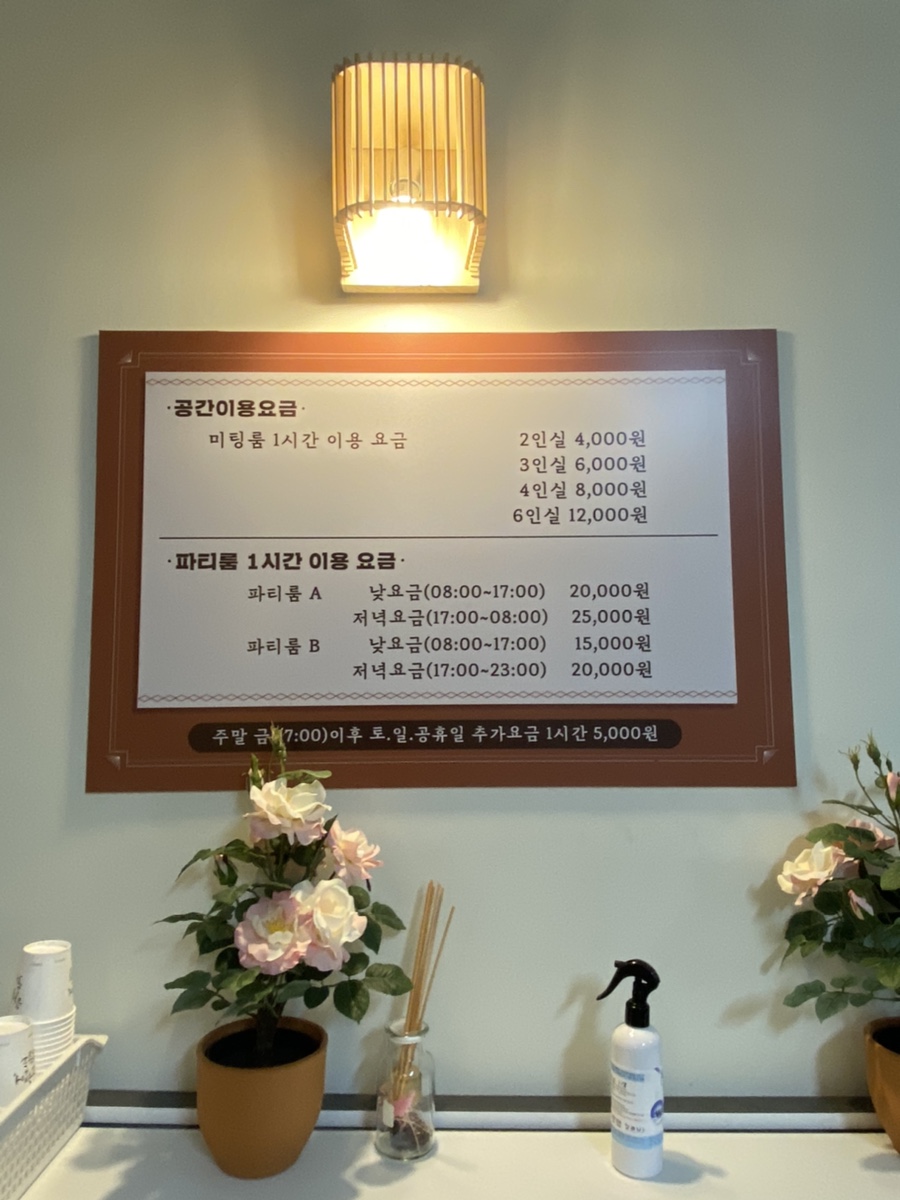 ·공간이용요금·
미팅룸 1시간 이용 요금 2인실 4,000원
3인실 6,000원
4인실 8,000원
6인실 12,000원
·파티룸 1시간 이용 요금·
파티룸 A 낮요금(08:00~17:00) 20,000원
저녁요금(17:00~08:00) 25,000원
파티룸 B 낮요금(08:00~17:00) 15,000원
저녁요금(17:00~23:00) 20,000원
주말 금 7:00)이후 토.일.공휴일 추가요금 1시간 5,000원